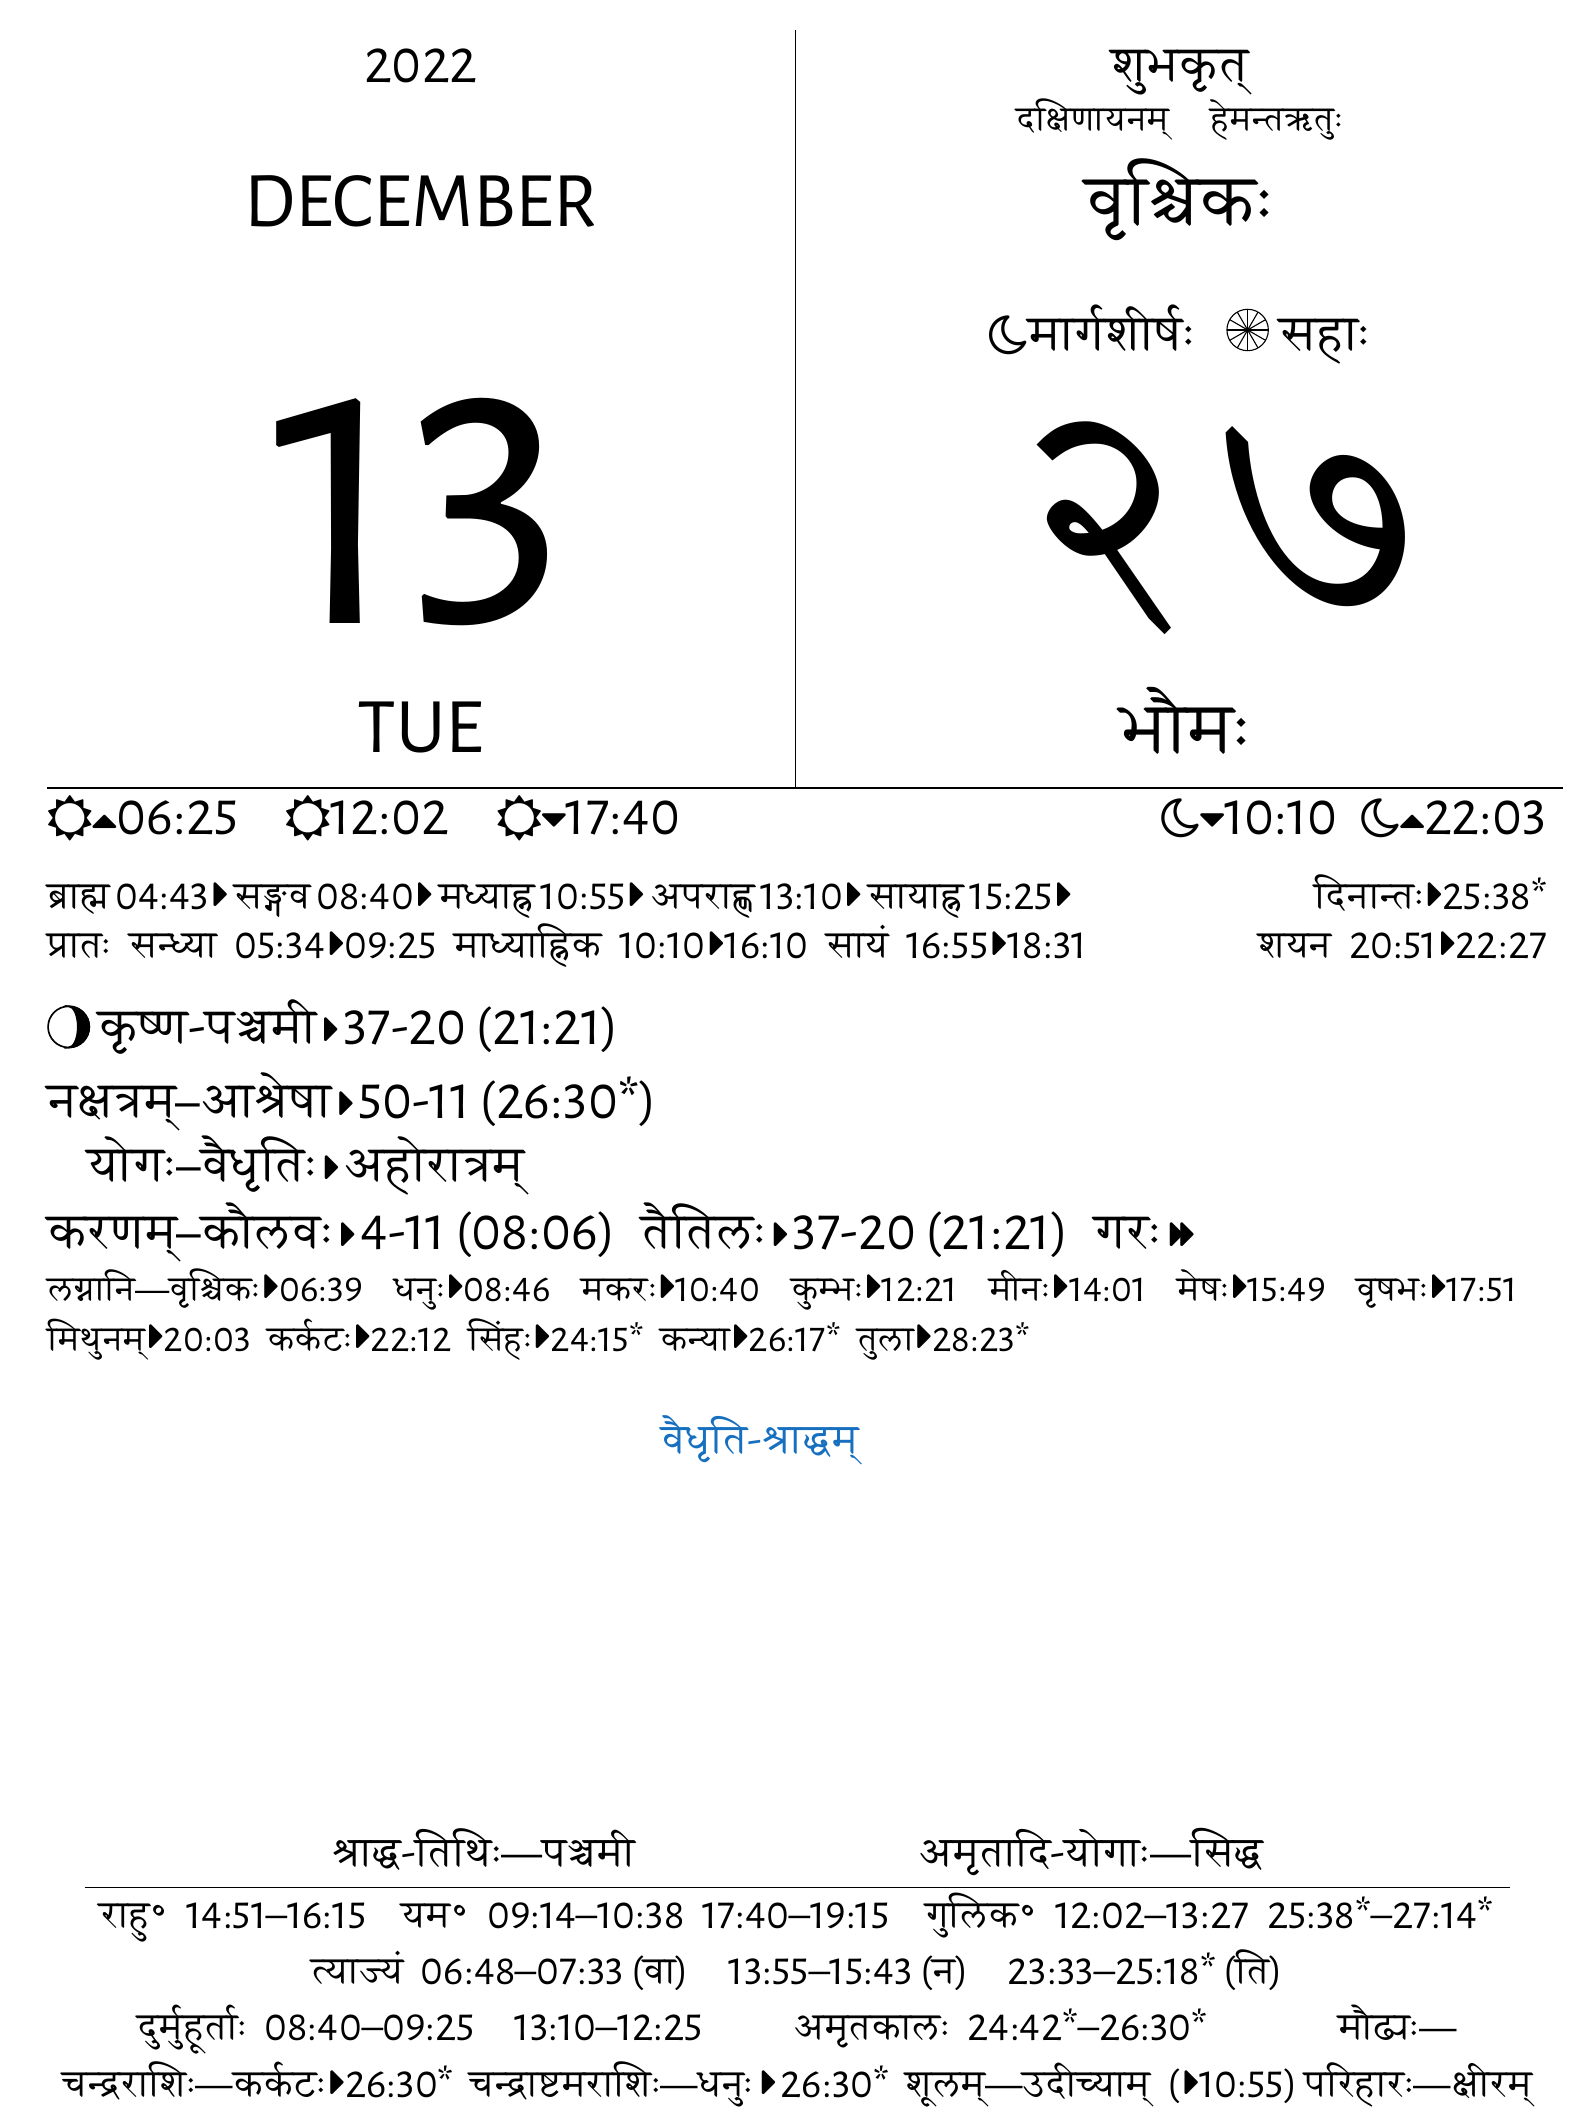 2022
DECEMBER
13
TUE
शुभकृत्
दक्षिणायनम् हेमन्तऋतुः
वृश्चिकः
मार्गशीर्षः सहाः
२७
भौमः
06:25 12:02 17:40 10:10 22:03
ब्राह्म 04:43 सङ्गव 08:40 मध्याह्न 10:55 अपराह्ण 13:10 सायाह्न 15:25 दिनान्तः 25:38*
प्रातः सन्ध्या 05:34 09:25 माध्याह्निक 10:10 16:10 सायं 16:55 18:31 शयन 20:51 22:27
कृष्ण-पञ्चमी 37-20 (21:21)
नक्षत्रम्–आश्रेषा 50-11 (26:30*)
योगः–वैधृतिः अहोरात्रम्
करणम्–कौलवः 4-11 (08:06) तैतिलः 37-20 (21:21) गरः
लग्नानि—वृश्चिकः 06:39 धनुः 08:46 मकरः 10:40 कुम्भः 12:21 मीनः 14:01 मेषः 15:49 वृषभः 17:51
मिथुनम् 20:03 कर्कटः 22:12 सिंहः 24:15* कन्या 26:17* तुला 28:23*
वैधृति-श्राद्धम्
श्राद्ध-तिथिः—पञ्चमी अमृतादि-योगाः—सिद्ध
राहु॰ 14:51–16:15 यम॰ 09:14–10:38 17:40–19:15 गुलिक॰ 12:02–13:27 25:38*–27:14*
त्याज्यं 06:48–07:33 (वा) 13:55–15:43 (न) 23:33–25:18* (ति)
दुर्मुहूर्ताः 08:40–09:25 13:10–12:25 अमृतकालः 24:42*–26:30* मौढ्यः—
चन्द्रराशिः—कर्कटः 26:30* चन्द्राष्टमराशिः—धनुः 26:30* शूलम्—उदीच्याम् (10:55) परिहारः—क्षीरम्